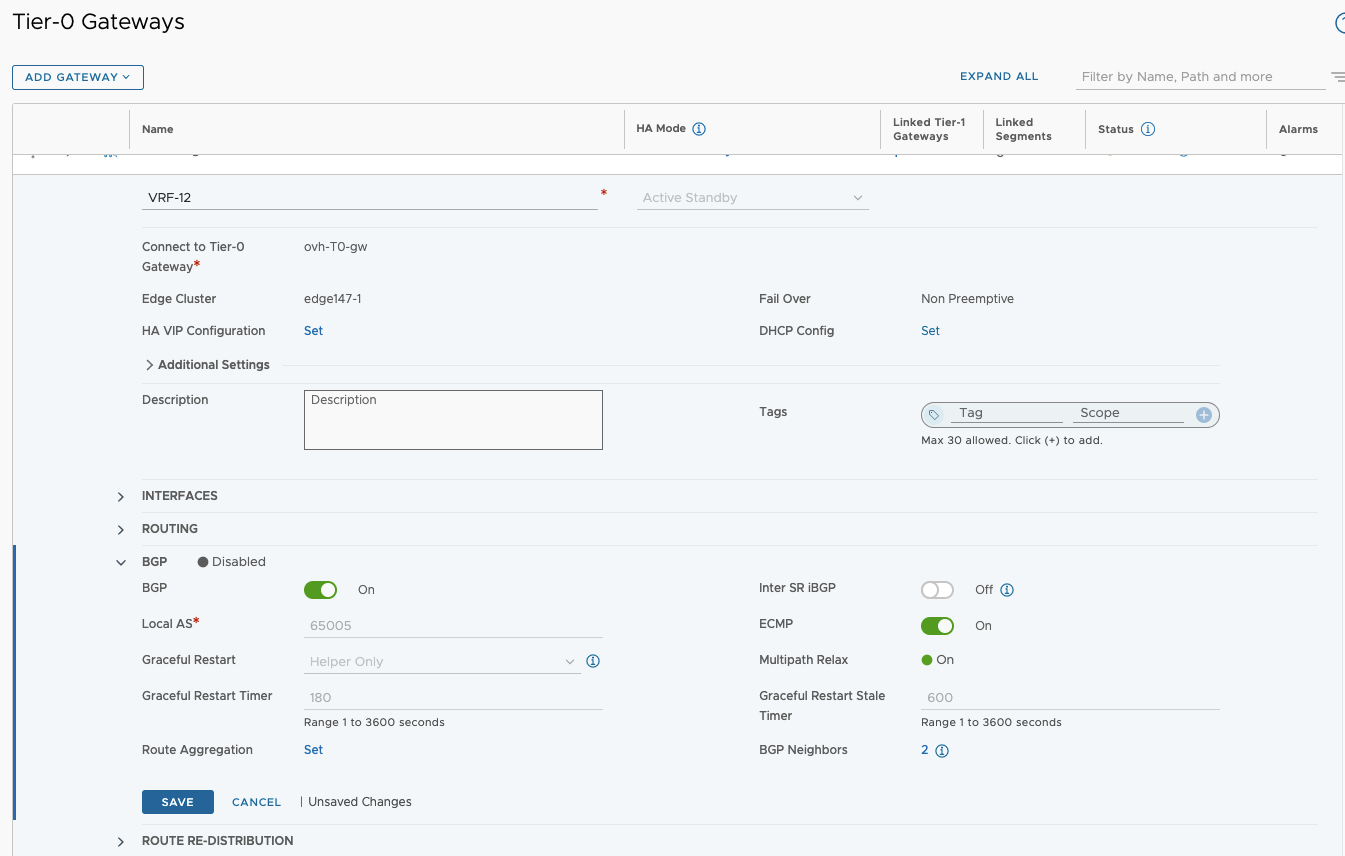 Tier-0 Gateways
ADD GATEWAY
EXPAND ALL
Filter by Name, Path and more
Name
HA Mode
Linked Tier-1 Gateways
Linked Segments
Status
Alarms
VRF-12 *
Active Standby
Connect to Tier-0 Gateway*
ovh-T0-gw
Edge Cluster
edge147-1
Fail Over
Non Preemptive
HA VIP Configuration
Set
DHCP Config
Set
Additional Settings
Description
Description
Tags
Tag
Scope
Max 30 allowed. Click (+) to add.
INTERFACES
ROUTING
BGP
Disabled
BGP
On
Inter SR iBGP
Off
Local AS*
65005
ECMP
On
Graceful Restart
Helper Only
Multipath Relax
On
Graceful Restart Timer
180
Range 1 to 3600 seconds
Graceful Restart Stale Timer
600
Range 1 to 3600 seconds
Route Aggregation
Set
BGP Neighbors
2
SAVE
CANCEL
| Unsaved Changes
ROUTE RE-DISTRIBUTION